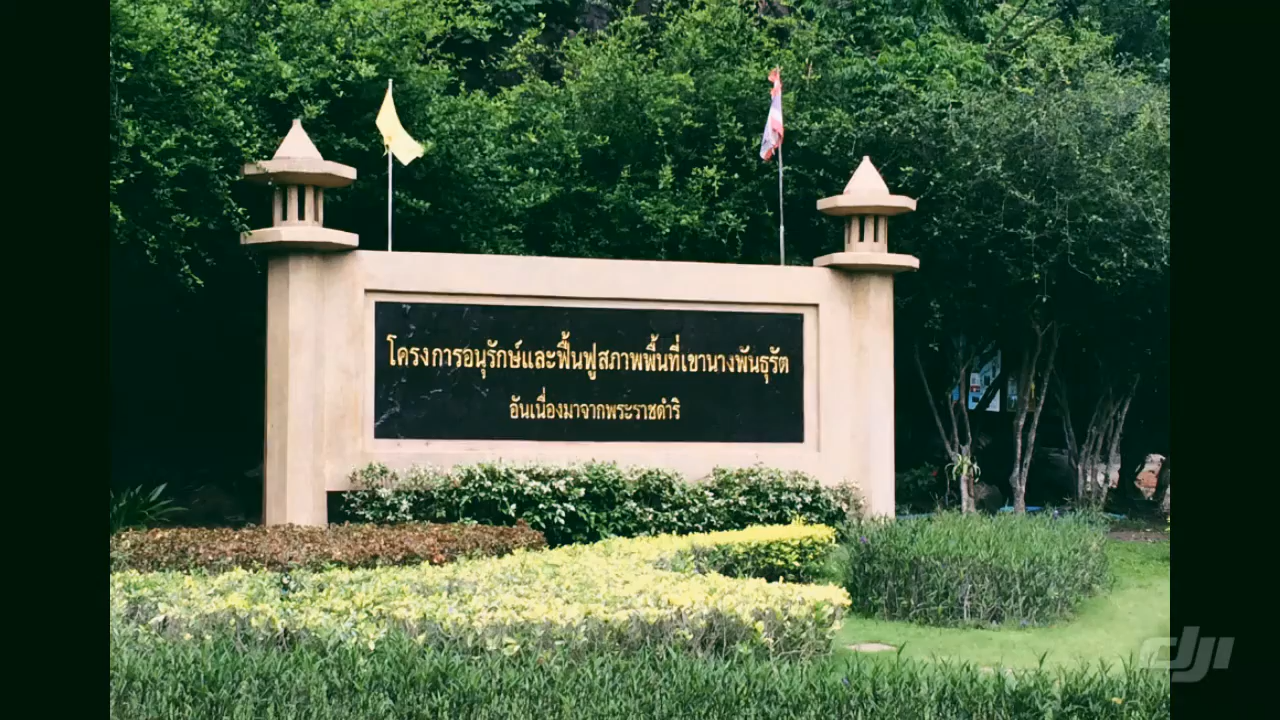 โครงการอนุรักษ์และฟื้นฟูสภาพพื้นที่เขานางพันธุรัต
อันเนื่องมาจากพระราชดำริ
dji